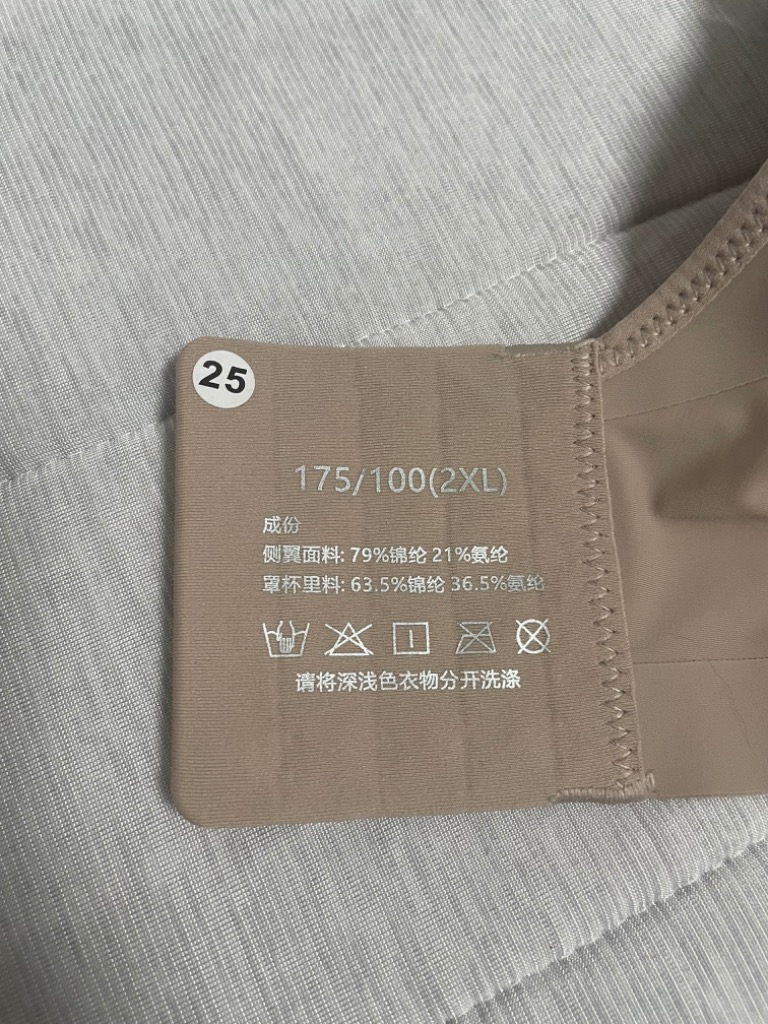 25
175/100(2XL)
成份
侧翼面料: 79%锦纶 21%氨纶
罩杯里料: 63.5%锦纶 36.5%氨纶
请将深浅色衣物分开洗涤